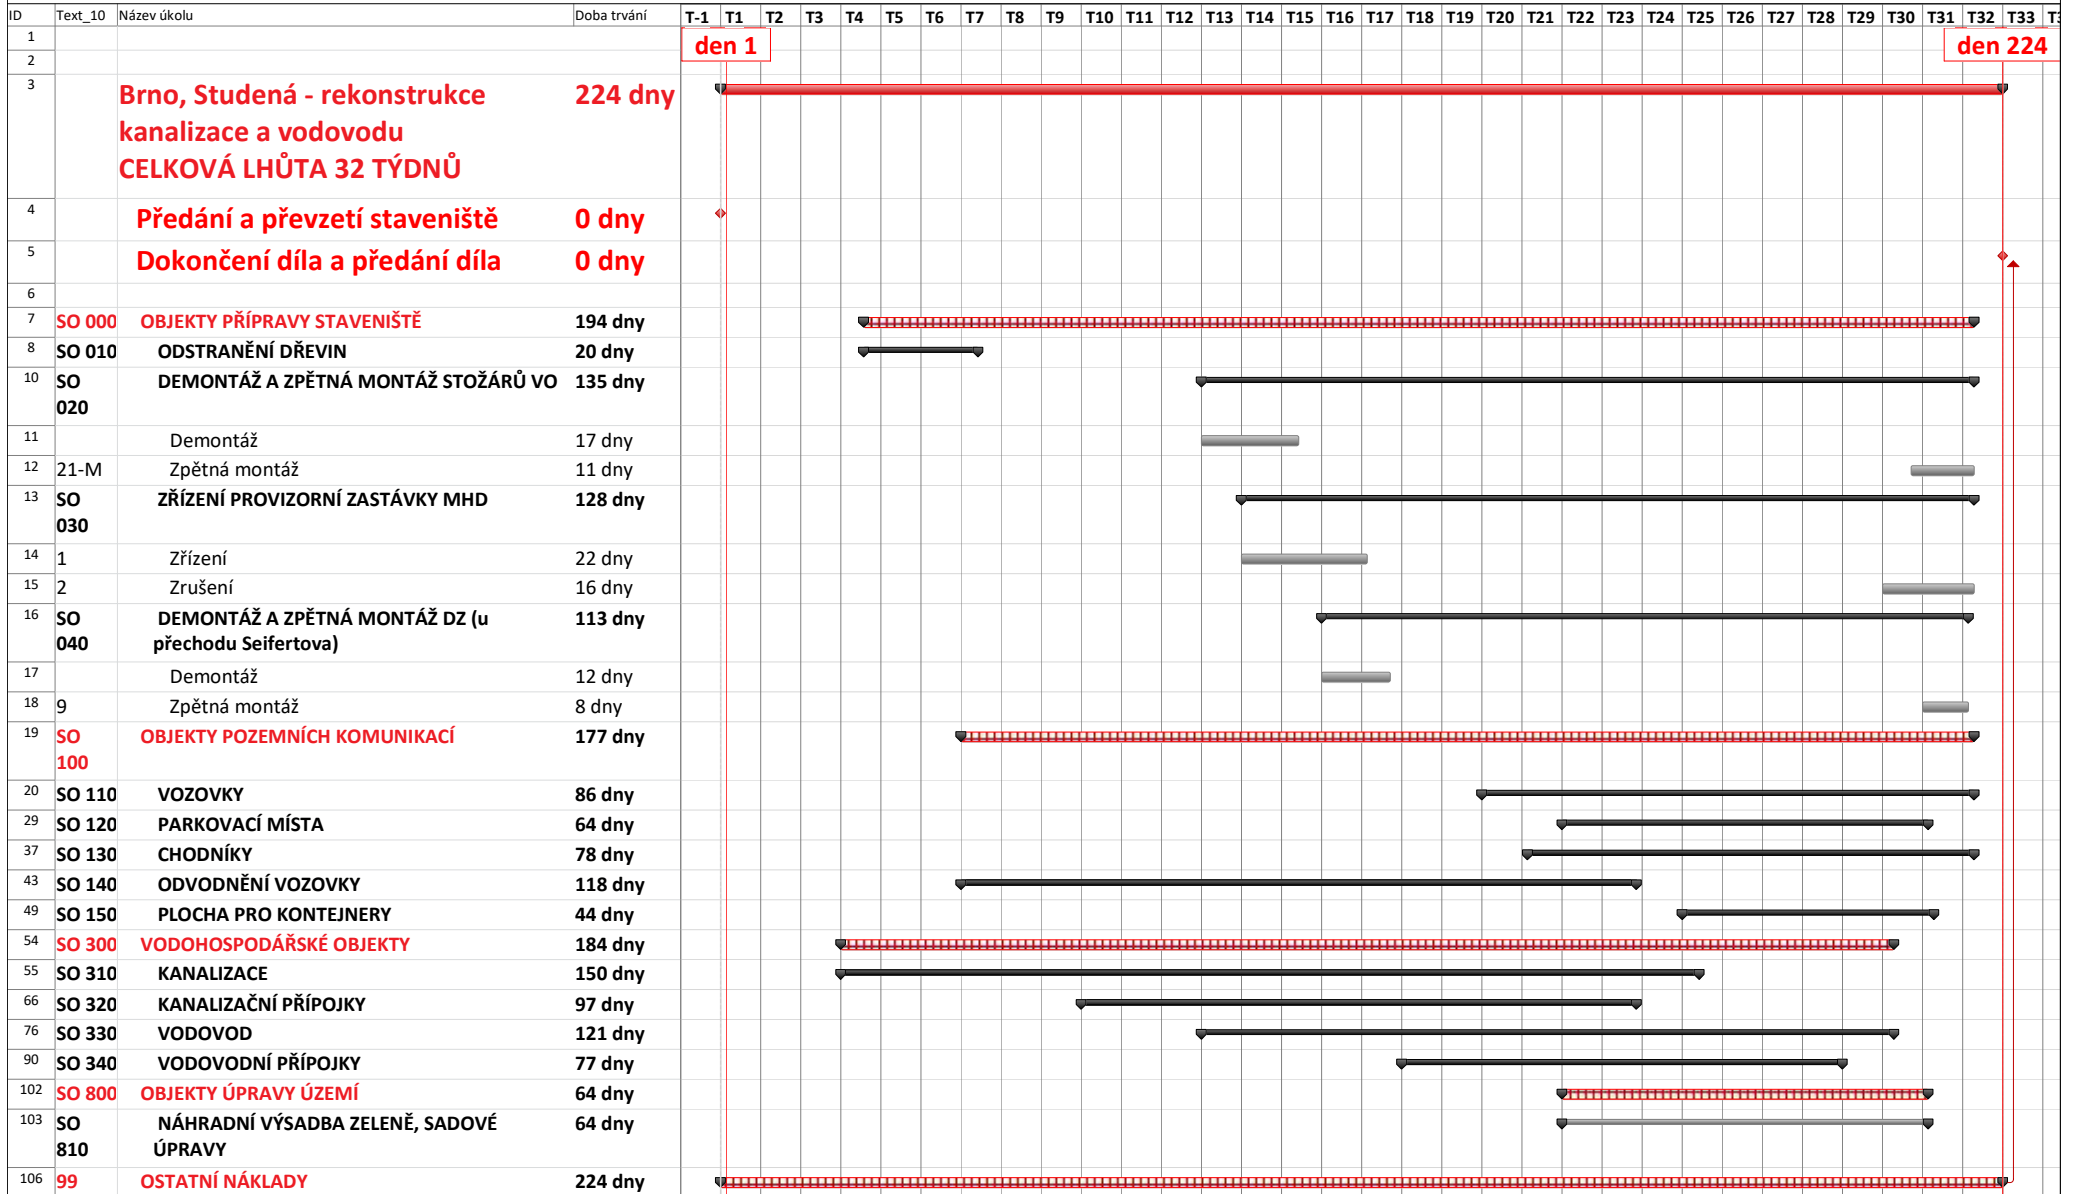 ID Text_10 Název úkolu Doba trvání T-1 T1 T2 T3 T4 T5 T6 T7 T8 T9 T10 T11 T12 T13 T14 T15 T16 T17 T18 T19 T20 T21 T22 T23 T24 T25 T26 T27 T28 T29 T30 T31 T32 T33
1
den 1 den 224
2
3 Brno, Studená - rekonstrukce 224 dny
kanalizace a vodovodu
CELKOVÁ LHŮTA 32 TÝDNŮ
4 Předání a převzetí staveniště 0 dny
5 Dokončení díla a předání díla 0 dny
6
7 SO 000 OBJEKTY PŘÍPRAVY STAVENIŠTĚ 194 dny
8 SO 010 ODSTRANĚNÍ DŘEVIN 20 dny
10 SO DEMONTÁŽ A ZPĚTNÁ MONTÁŽ STOŽÁRŮ VO 135 dny
020
11 Demontáž 17 dny
12 21-M Zpětná montáž 11 dny
13 SO ZŘÍZENÍ PROVIZORNÍ ZASTÁVKY MHD 128 dny
030
14 1 Zřízení 22 dny
15 2 Zrušení 16 dny
16 SO DEMONTÁŽ A ZPĚTNÁ MONTÁŽ DZ (u 113 dny
040 přechodu Seifertova)
17 Demontáž 12 dny
18 9 Zpětná montáž 8 dny
19 SO OBJEKTY POZEMNÍCH KOMUNIKACÍ 177 dny
100
20 SO 110 VOZOVKY 86 dny
29 SO 120 PARKOVACÍ MÍSTA 64 dny
37 SO 130 CHODNÍKY 78 dny
43 SO 140 ODVODNĚNÍ VOZOVKY 118 dny
49 SO 150 PLOCHA PRO KONTEJNERY 44 dny
54 SO 300 VODOHOSPODÁŘSKÉ OBJEKTY 184 dny
55 SO 310 KANALIZACE 150 dny
66 SO 320 KANALIZAČNÍ PŘÍPOJKY 97 dny
76 SO 330 VODOVOD 121 dny
90 SO 340 VODOVODNÍ PŘÍPOJKY 77 dny
102 SO 800 OBJEKTY ÚPRAVY ÚZEMÍ 64 dny
103 SO NÁHRADNÍ VÝSADBA ZELENĚ, SADOVÉ 64 dny
810 ÚPRAVY
106 99 OSTATNÍ NÁKLADY 224 dny